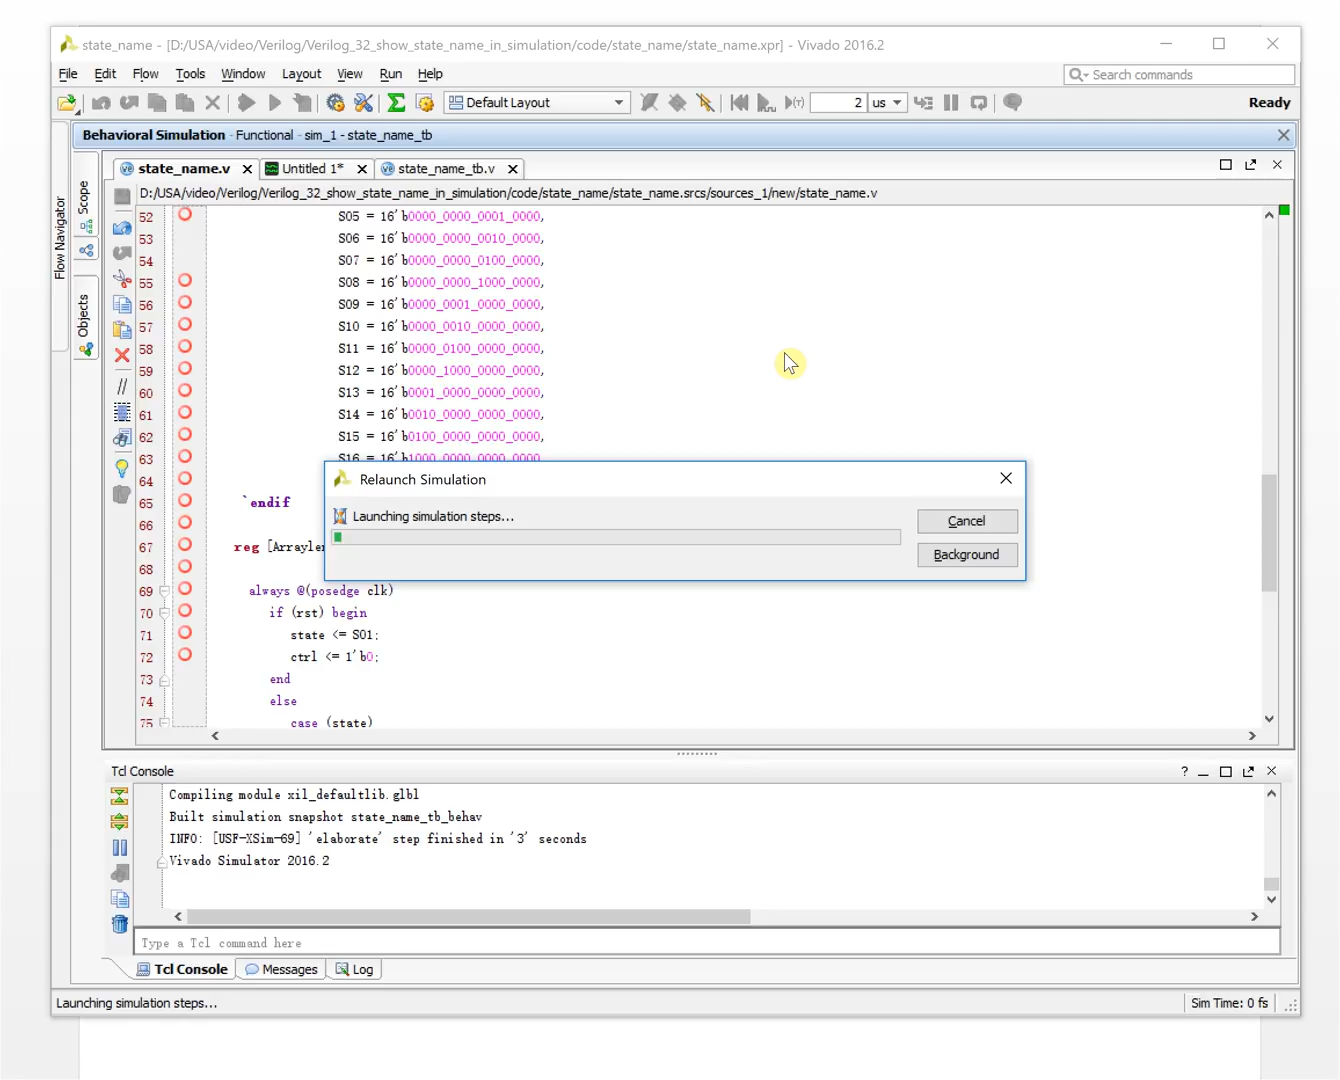 state_name - [D:/USA/video/Verilog/Verilog_32_show_state_name_in_simulation/code/state_name/state_name.xpr] - Vivado 2016.2
File Edit Flow Tools Window Layout View Run Help
Search commands
Default Layout
(T)
2 us
Ready
Behavioral Simulation - Functional - sim_1 - state_name_tb
Flow Navigator
Scope
Objects
state_name.v
Untitled 1*
state_name_tb.v
D:/USA/video/Verilog/Verilog_32_show_state_name_in_simulation/code/state_name/state_name.srcs/sources_1/new/state_name.v
52 S05 = 16'b0000_0000_0001_0000,
53 S06 = 16'b0000_0000_0010_0000,
54 S07 = 16'b0000_0000_0100_0000,
55 S08 = 16'b0000_0000_1000_0000,
56 S09 = 16'b0000_0001_0000_0000,
57 S10 = 16'b0000_0010_0000_0000,
58 S11 = 16'b0000_0100_0000_0000,
59 S12 = 16'b0000_1000_0000_0000,
60 S13 = 16'b0001_0000_0000_0000,
61 S14 = 16'b0010_0000_0000_0000,
62 S15 = 16'b0100_0000_0000_0000,
63 S16 = 16'b1000_0000_0000_0000
64
65 `endif
66
67 reg [Arrayle
68
69 always @(posedge clk)
70 if (rst) begin
71 state <= S01;
72 ctrl <= 1'b0;
73 end
74 else
75 case (state)
Relaunch Simulation
Launching simulation steps...
Cancel
Background
Tcl Console
Compiling module xil_defaultlib.glbl
Built simulation snapshot state_name_tb_behav
INFO: [USF-XSim-69] 'elaborate' step finished in '3' seconds
Vivado Simulator 2016.2
Type a Tcl command here
Tcl Console Messages Log
Launching simulation steps...
Sim Time: 0 fs